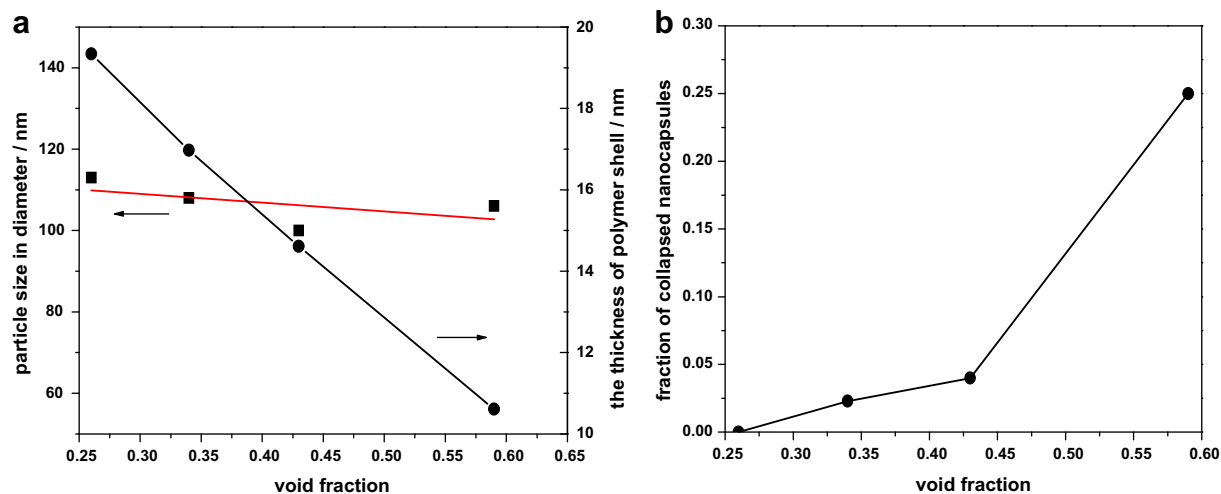 a
particle size in diameter / nm
140
120
100
80
60
20
18
16
14
12
10
the thickness of polymer shell / nm
0.25 0.30 0.35 0.40 0.45 0.50 0.55 0.60 0.65
void fraction
b
fraction of collapsed nanocapsules
0.30
0.25
0.20
0.15
0.10
0.05
0.00
0.25 0.30 0.35 0.40 0.45 0.50 0.55 0.60
void fraction